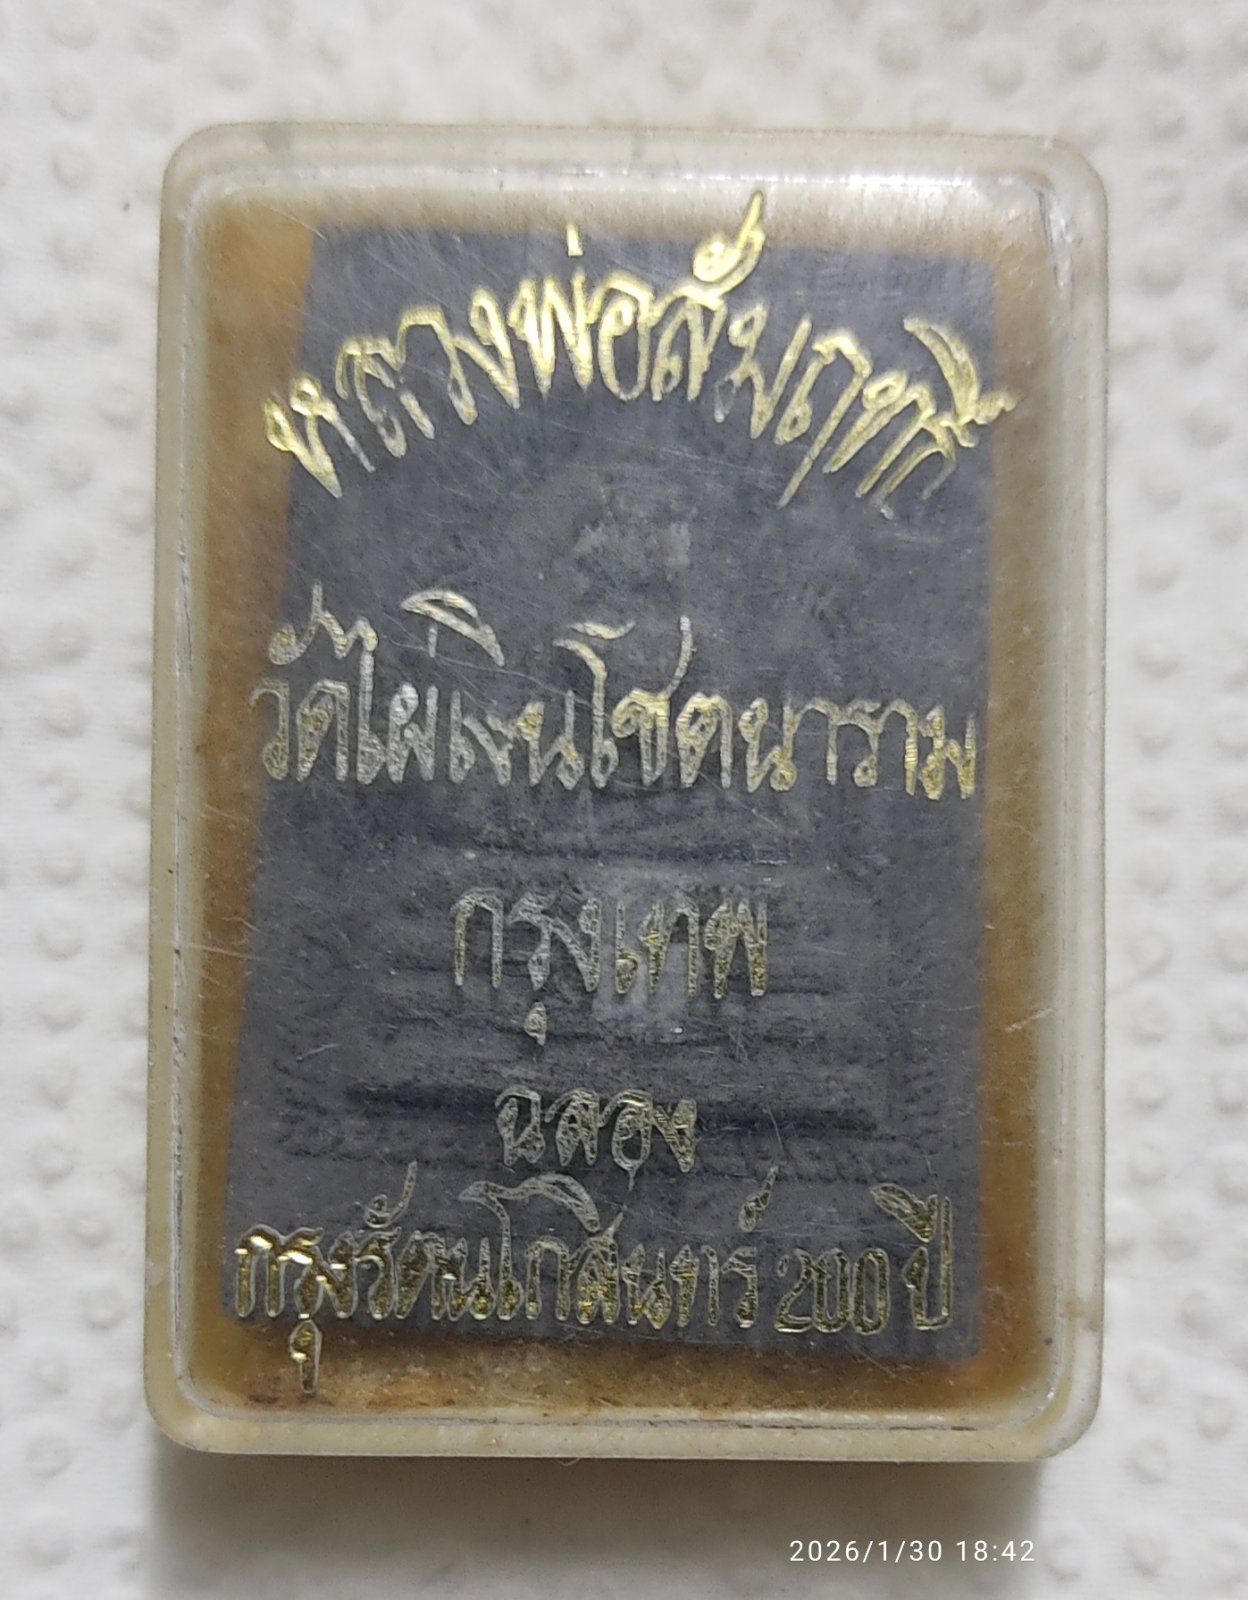 หลวงพ่อสัมฤทธิ์
วัดไผ่เงินโชตนาราม
กรุงเทพ
ฉลอง
กรุงรัตนโกสินทร์ 200 ปี
2026/1/30 18:42